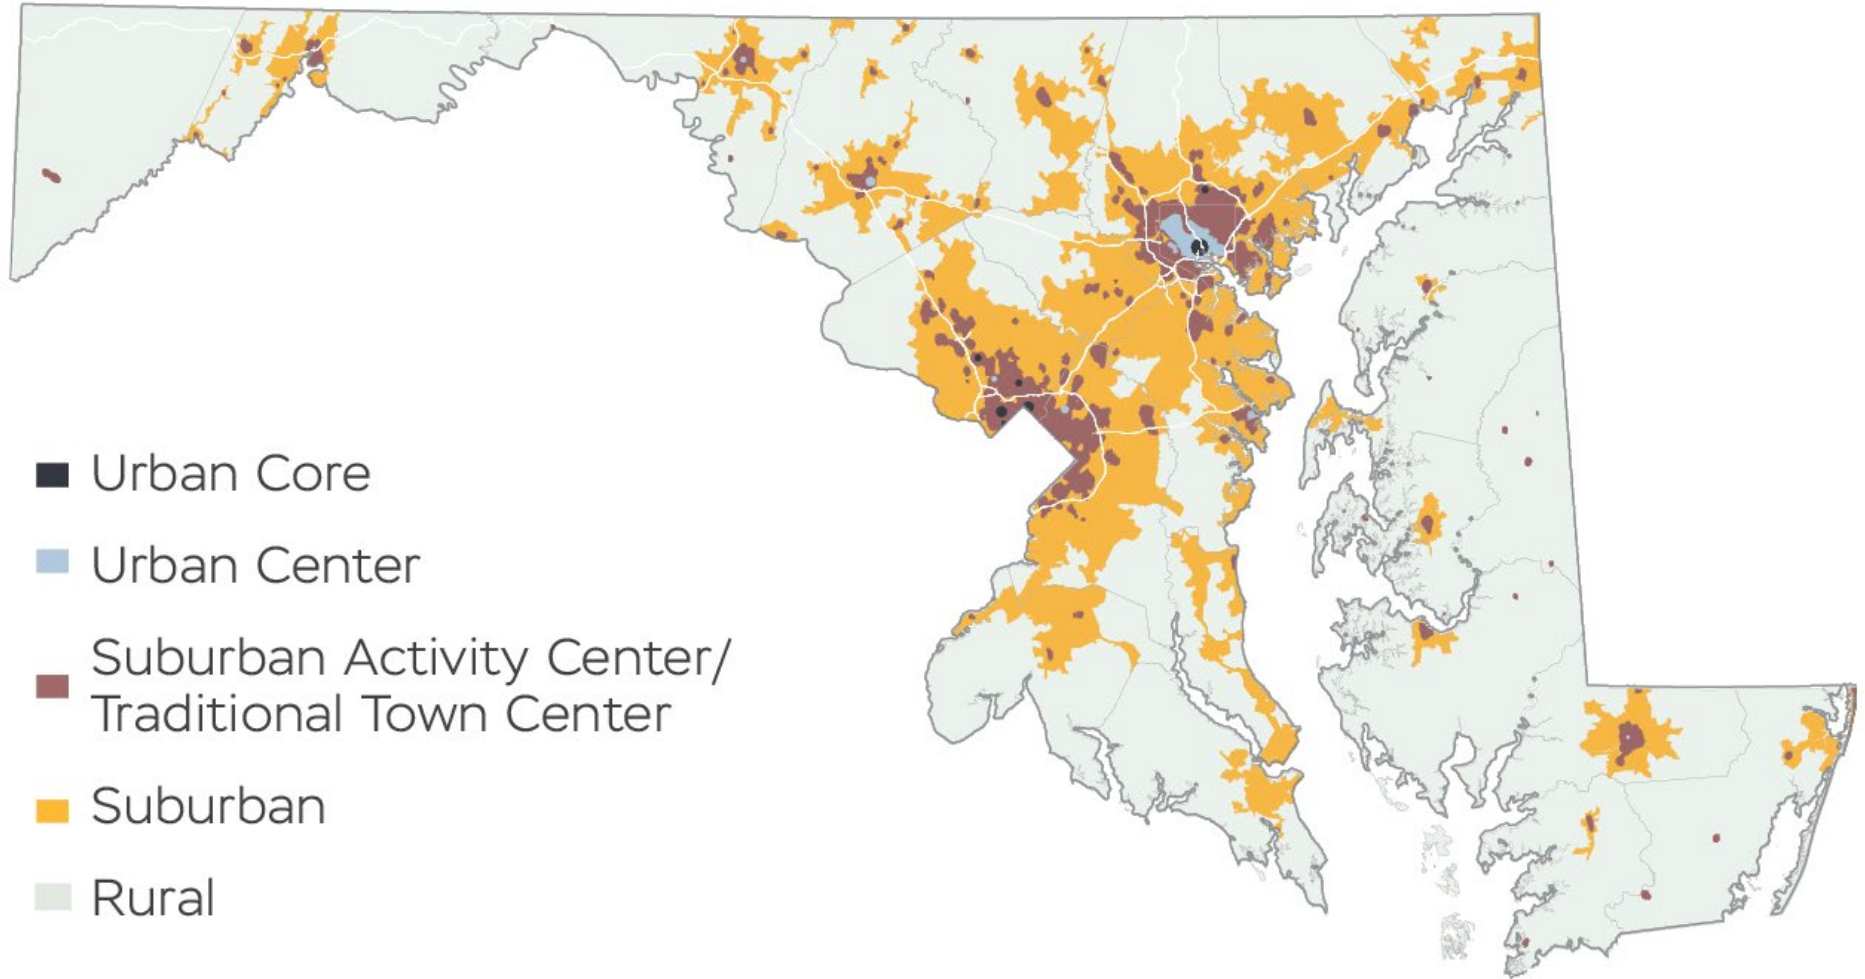 Urban Core
Urban Center
Suburban Activity Center/
Traditional Town Center
Suburban
Rural